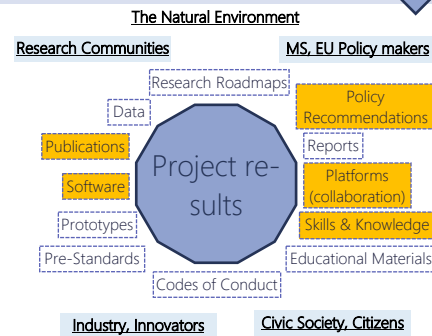 The Natural Environment
Research Communities
MS, EU Policy makers
Research Roadmaps
Data
Policy
Recommendations
Publications
Reports
Project re-
sults
Platforms
(collaboration)
Software
Prototypes
Skills & Knowledge
Pre-Standards
Educational Materials
Codes of Conduct
Industry, Innovators
Civic Society, Citizens